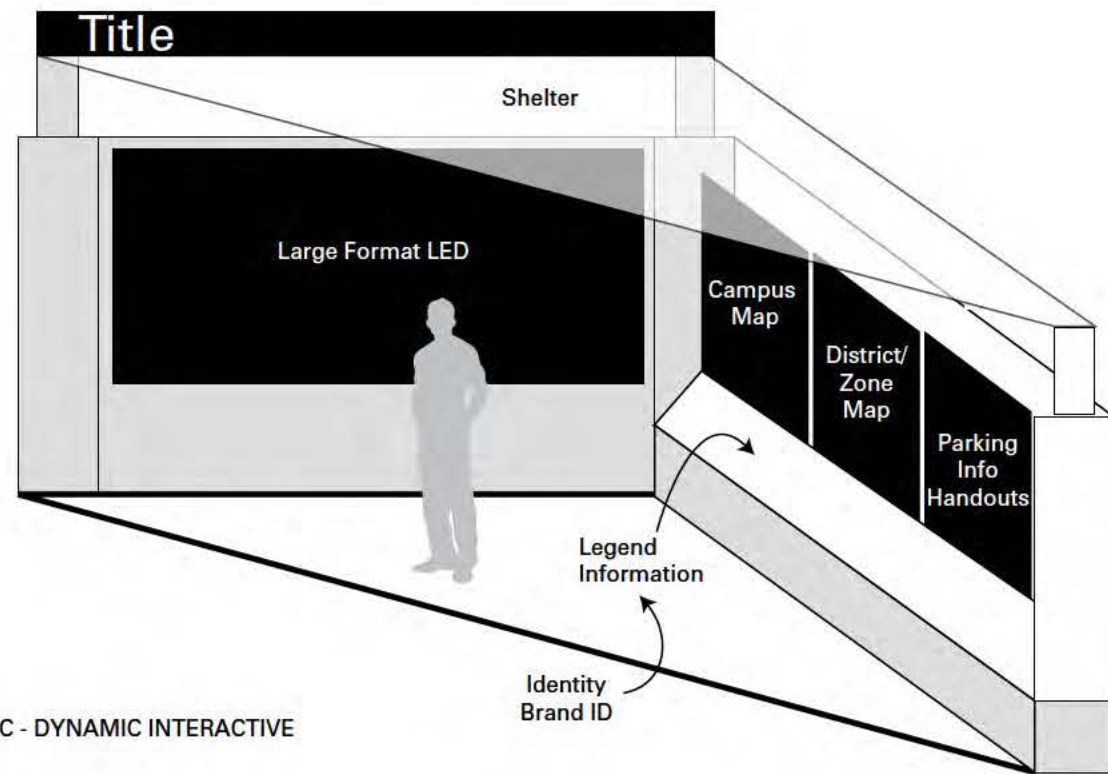 Title
Shelter
Large Format LED
Campus
Map
District/
Zone
Map
Parking
Info
Handouts
Legend
Information
Identity
Brand ID
C - DYNAMIC INTERACTIVE